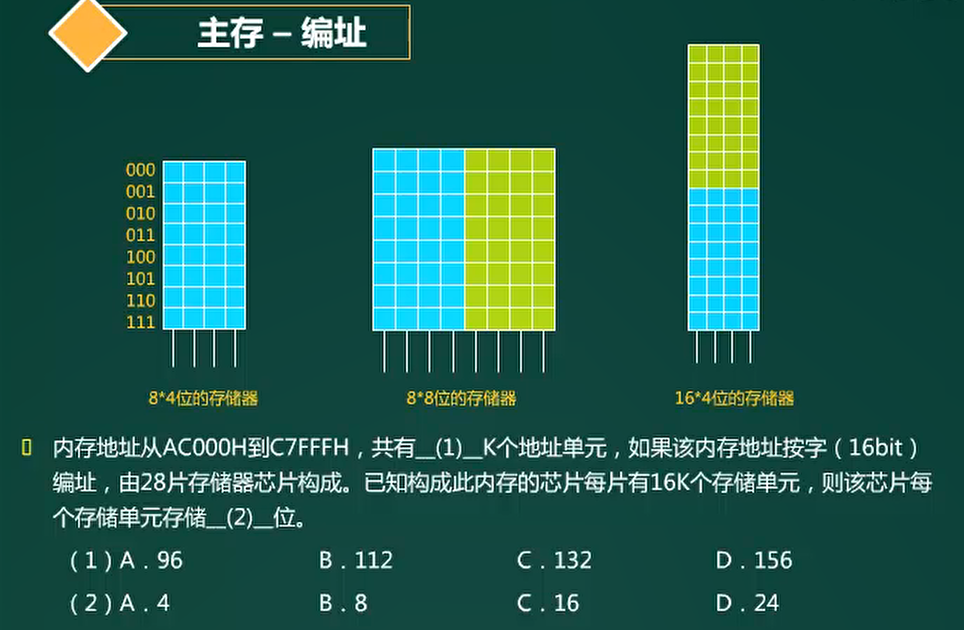 主存 – 编址
000
001
010
011
100
101
110
111
8*4位的存储器
8*8位的存储器
16*4位的存储器
内存地址从AC000H到C7FFFH，共有__(1)__K个地址单元，如果该内存地址按字（16bit）
编址，由28片存储器芯片构成。已知构成此内存的芯片每片有16K个存储单元，则该芯片每
个存储单元存储__(2)__位。
（1）A．96 B．112 C．132 D．156
（2）A．4 B．8 C．16 D．24